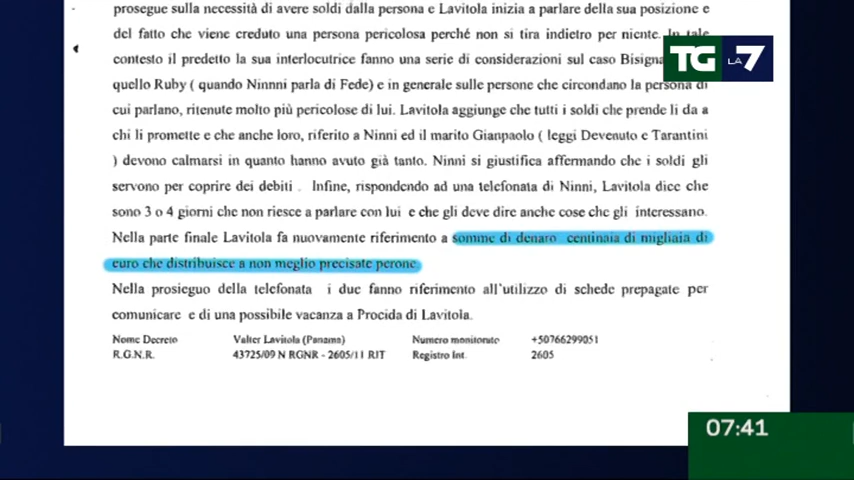 prosegue sulla necessità di avere soldi dalla persona e Lavitola inizia a parlare della sua posizione e
del fatto che viene creduto una persona pericolosa perché non si tira indietro per niente. In tale
contesto il predetto la sua interlocutrice fanno una serie di considerazioni sul caso Bisigna
quello Ruby ( quando Ninnni parla di Fede) e in generale sulle persone che circondano la persona di
cui parlano, ritenute molto più pericolose di lui. Lavitola aggiunge che tutti i soldi che prende li da a
chi li promette e che anche loro, riferito a Ninni ed il marito Gianpaolo ( leggi Devenuto e Tarantini
) devono calmarsi in quanto hanno avuto già tanto. Ninni si giustifica affermando che i soldi gli
servono per coprire dei debiti . Infine, rispondendo ad una telefonata di Ninni, Lavitola dice che
sono 3 o 4 giorni che non riesce a parlare con lui e che gli deve dire anche cose che gli interessano.
Nella parte finale Lavitola fa nuovamente riferimento a somme di denaro centinaia di migliaia di
euro che distribuisce a non meglio precisate perone
Nella prosieguo della telefonata i due fanno riferimento all'utilizzo di schede prepagate per
comunicare e di una possibile vacanza a Procida di Lavitola.
Nome Decreto Valter Lavitola (Panama) Numero monitorato +50766299051
R.G.N.R. 43725/09 N RGNR - 2605/11 RIT Registro Int. 2605
TG LA 7
07:41